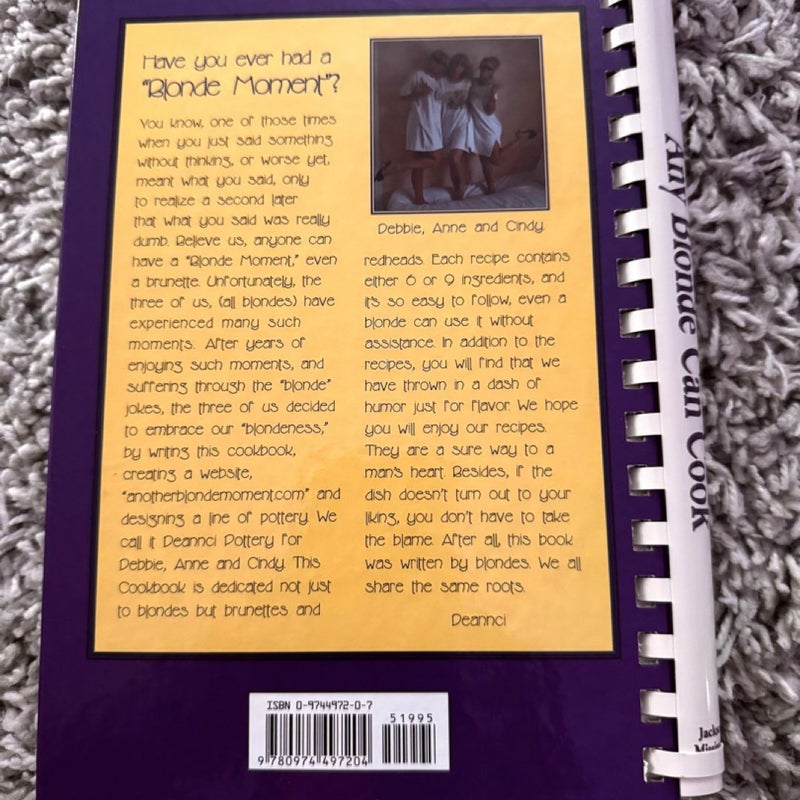 Have you ever had a
"Blonde Moment"?
You know, one of those times
when you just said something
without thinking, or worse yet,
meant what you said, only
to realize a second later
that what you said was really
dumb. Believe us, anyone can
have a "Blonde Moment," even
a brunette. Unfortunately, the
three of us, (all blondes) have
experienced many such
moments. After years of
enjoying such moments, and
suffering through the "blonde"
jokes, the three of us decided
to embrace our "blondeness,"
by writing this cookbook,
creating a website,
"anotherblondemoment.com" and
designing a line of pottery. We
call it Deannci Pottery for
Debbie, Anne and Cindy. This
Cookbook is dedicated not just
to blondes but brunettes and
Debbie, Anne and Cindy
redheads. Each recipe contains
either 6 or 9 ingredients, and
it's so easy to follow, even a
blonde can use it without
assistance. In addition to the
recipes, you will find that we
have thrown in a dash of
humor just for flavor. We hope
you will enjoy our recipes.
They are a sure way to a
man's heart. Besides, if the
dish doesn't turn out to your
liking, you don't have to take
the blame. After all, this book
was written by blondes. We all
share the same roots.
Deannci
ISBN 0-9744972-0-7
51995
9 780974 497204
Any Blonde Can Cook